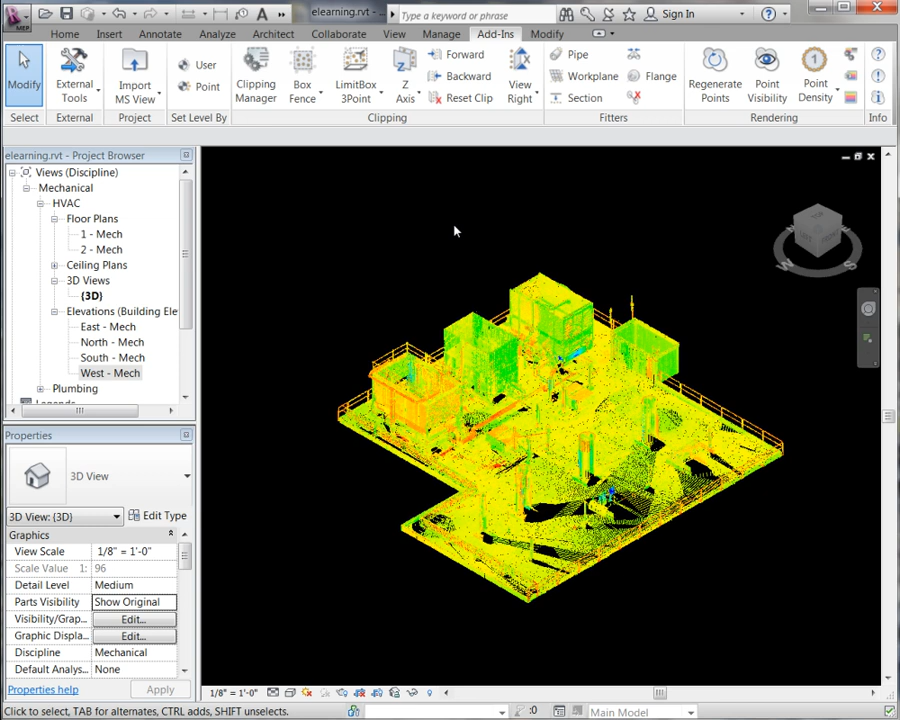 elearning.rvt - ...
Type a keyword or phrase
Sign In
MEP
Home Insert Annotate Analyze Architect Collaborate View Manage Add-Ins Modify
Modify
External Tools
Import MS View
User
Point
Clipping Manager
Box Fence
LimitBox 3Point
Z Axis
Forward
Backward
Reset Clip
View Right
Pipe
Workplane
Section
Flange
Regenerate Points
Point Visibility
1
Point Density
Select External Project Set Level By Clipping Fitters Rendering Info
elearning.rvt - Project Browser
Views (Discipline)
Mechanical
HVAC
Floor Plans
1 - Mech
2 - Mech
Ceiling Plans
3D Views
{3D}
Elevations (Building Ele
East - Mech
North - Mech
South - Mech
West - Mech
Plumbing
TOP
LEFT FRONT
W S
Properties
3D View
3D View: {3D} Edit Type
Graphics
View Scale 1/8" = 1'-0"
Scale Value 1: 96
Detail Level Medium
Parts Visibility Show Original
Visibility/Grap... Edit...
Graphic Displa... Edit...
Discipline Mechanical
Default Analys... None
Properties help Apply
1/8" = 1'-0"
Click to select, TAB for alternates, CTRL adds, SHIFT unselects.
:0
Main Model